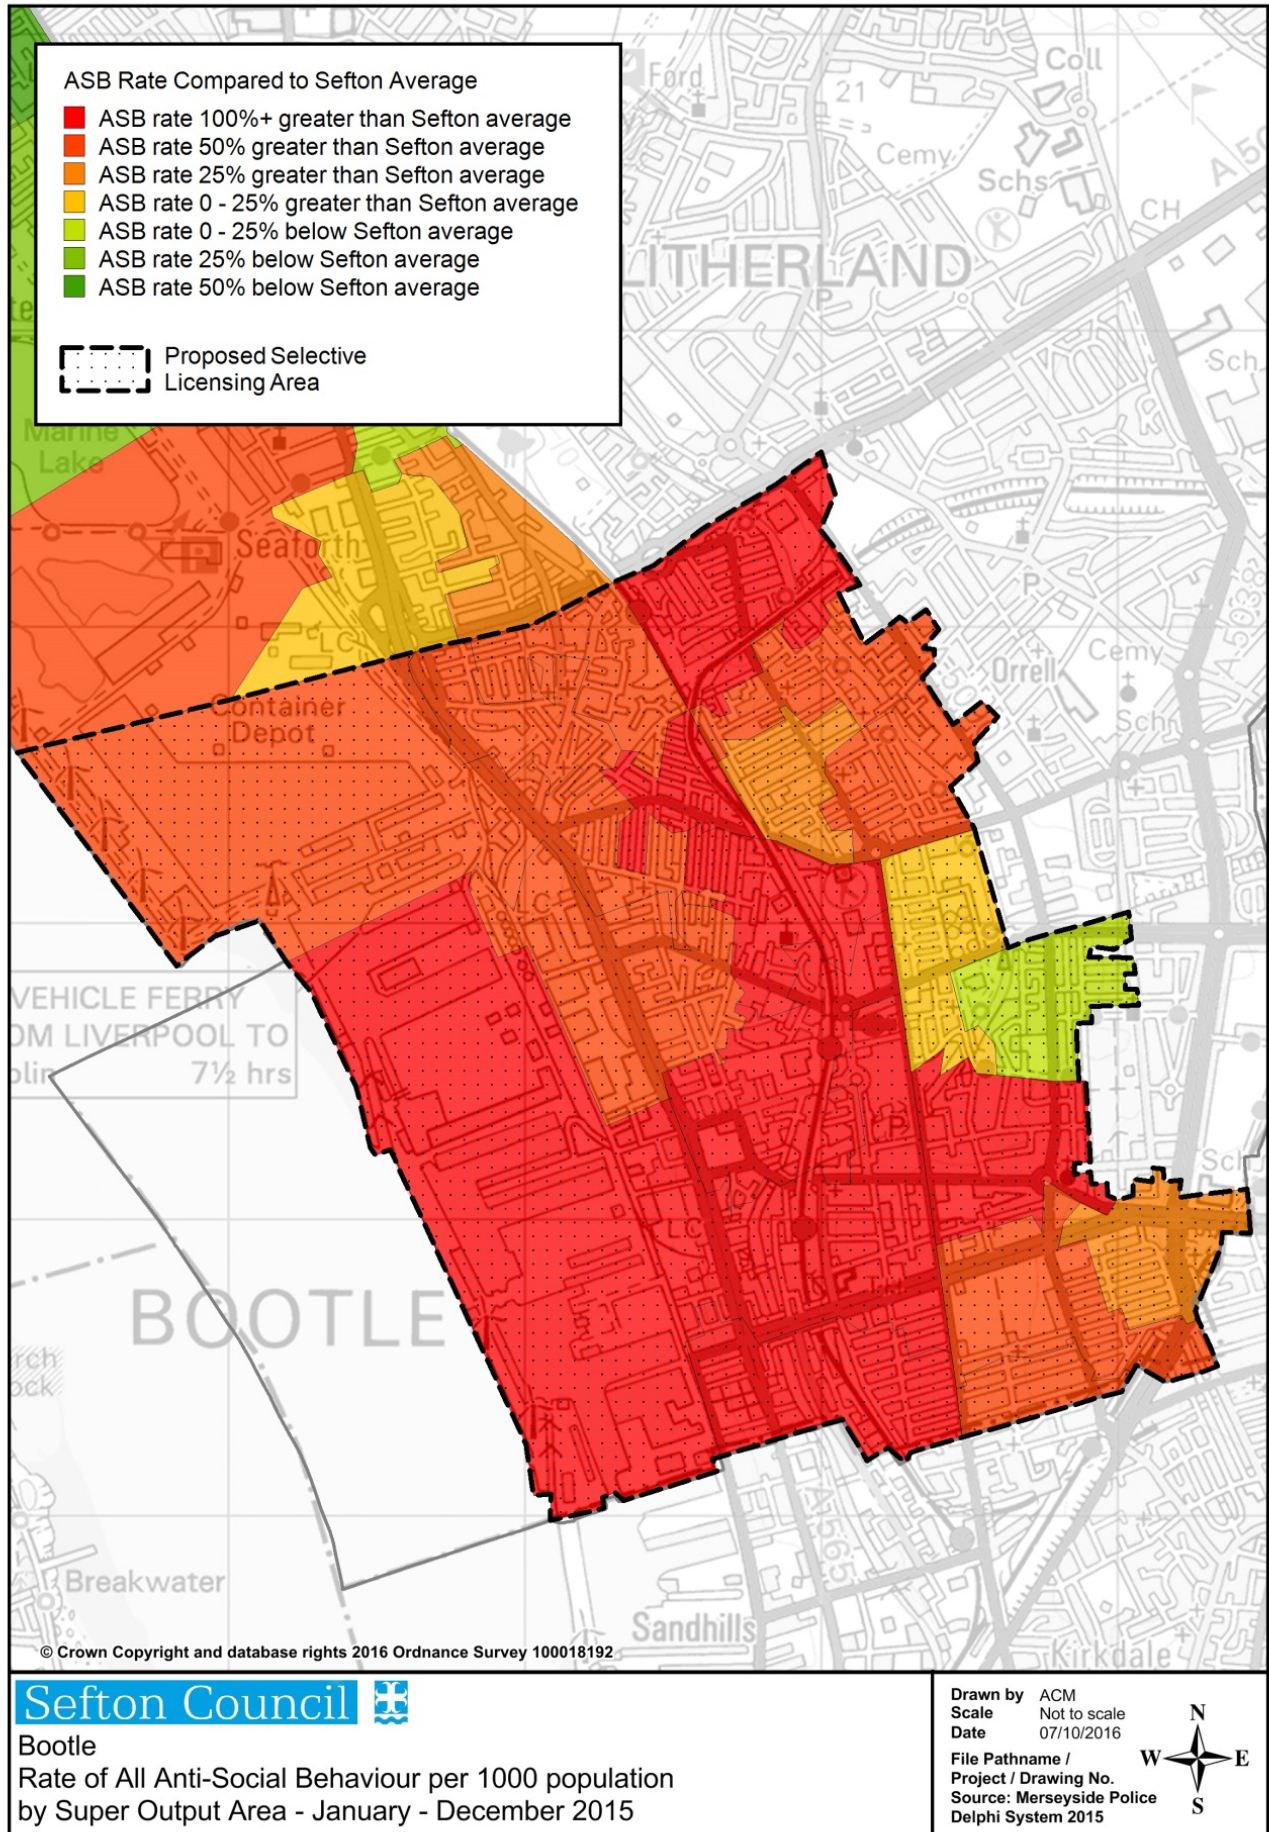 ASB Rate Compared to Sefton Average
ASB rate 100%+ greater than Sefton average
ASB rate 50% greater than Sefton average
ASB rate 25% greater than Sefton average
ASB rate 0 - 25% greater than Sefton average
ASB rate 0 - 25% below Sefton average
ASB rate 25% below Sefton average
ASB rate 50% below Sefton average
Proposed Selective
Licensing Area
Ford
21
Coll
Cemy
Schs
CH
LITHERLAND
P
Sch
Marine
Lake
Seaforth
LC
P
A 5038
Orrell
Cemy
Sch
Container
Depot
LC
VEHICLE FERRY
OM LIVERPOOL TO
blin
7½ hrs
BOOTLE
Sch
LC
Breakwater
A565
Sandhills
Kirkdale
© Crown Copyright and database rights 2016 Ordnance Survey 100018192
Sefton Council
Bootle
Rate of All Anti-Social Behaviour per 1000 population
by Super Output Area - January - December 2015
Drawn by ACM
Scale Not to scale
Date 07/10/2016
File Pathname /
Project / Drawing No.
Source: Merseyside Police
Delphi System 2015
N
W E
S